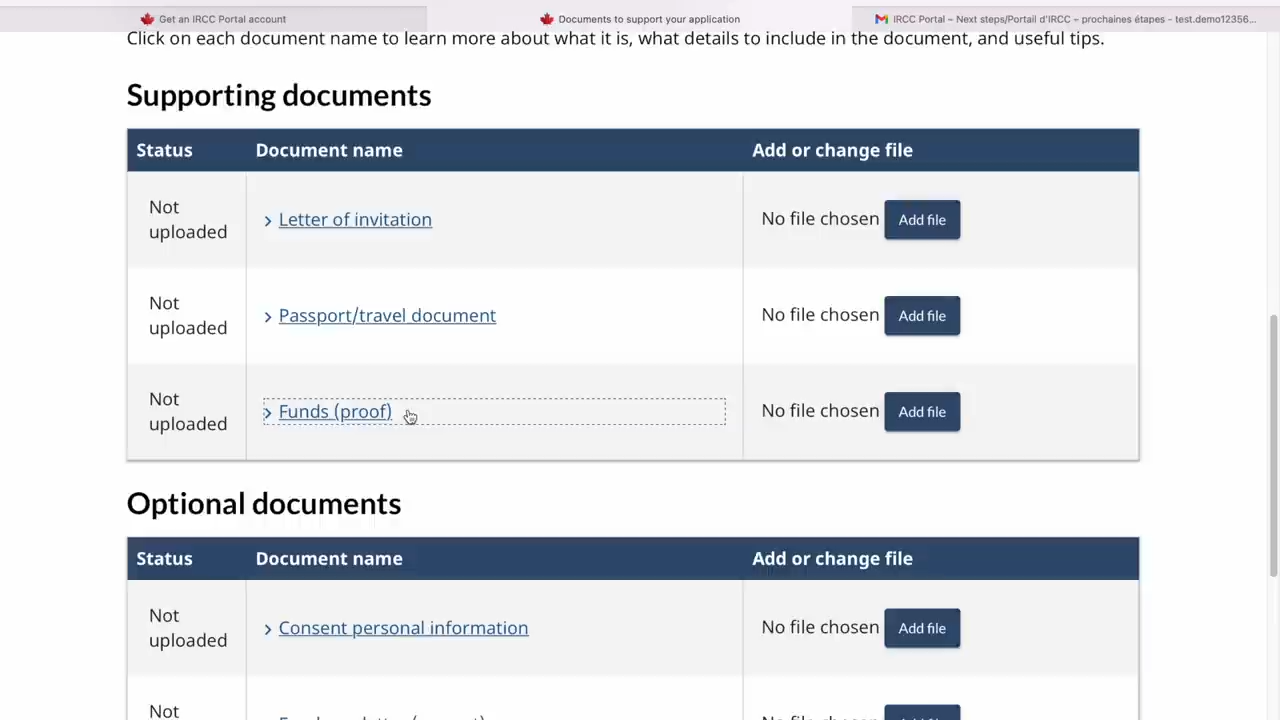 Get an IRCC Portal account
Documents to support your application
IRCC Portal – Next steps/Portail d'IRCC – prochaines étapes - test.demo12356...
Click on each document name to learn more about what it is, what details to include in the document, and useful tips.
Supporting documents
Status Document name Add or change file
Not uploaded
Letter of invitation
No file chosen Add file
Not uploaded
Passport/travel document
No file chosen Add file
Not uploaded
Funds (proof)
No file chosen Add file
Optional documents
Status Document name Add or change file
Not uploaded
Consent personal information
No file chosen Add file
Not